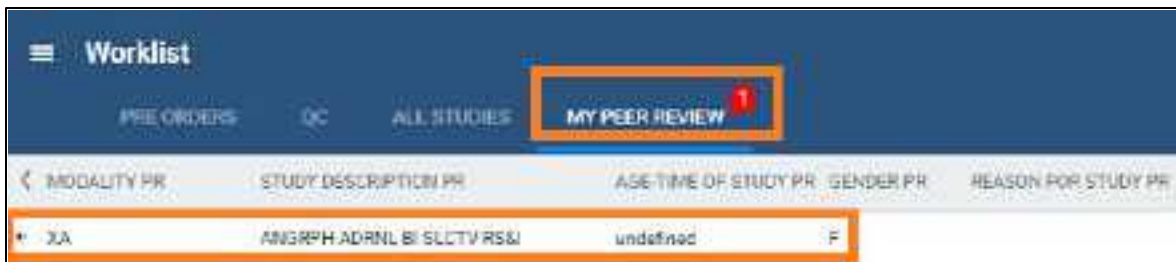 Worklist
PRE ORDERS QC ALL STUDIES MY PEER REVIEW 1
MODALITY PR STUDY DESCRIPTION PR AGE TIME OF STUDY PR GENDER PR REASON FOR STUDY PR
XA ANGRPH ADRNL BI SLCTV RS&I undefined F